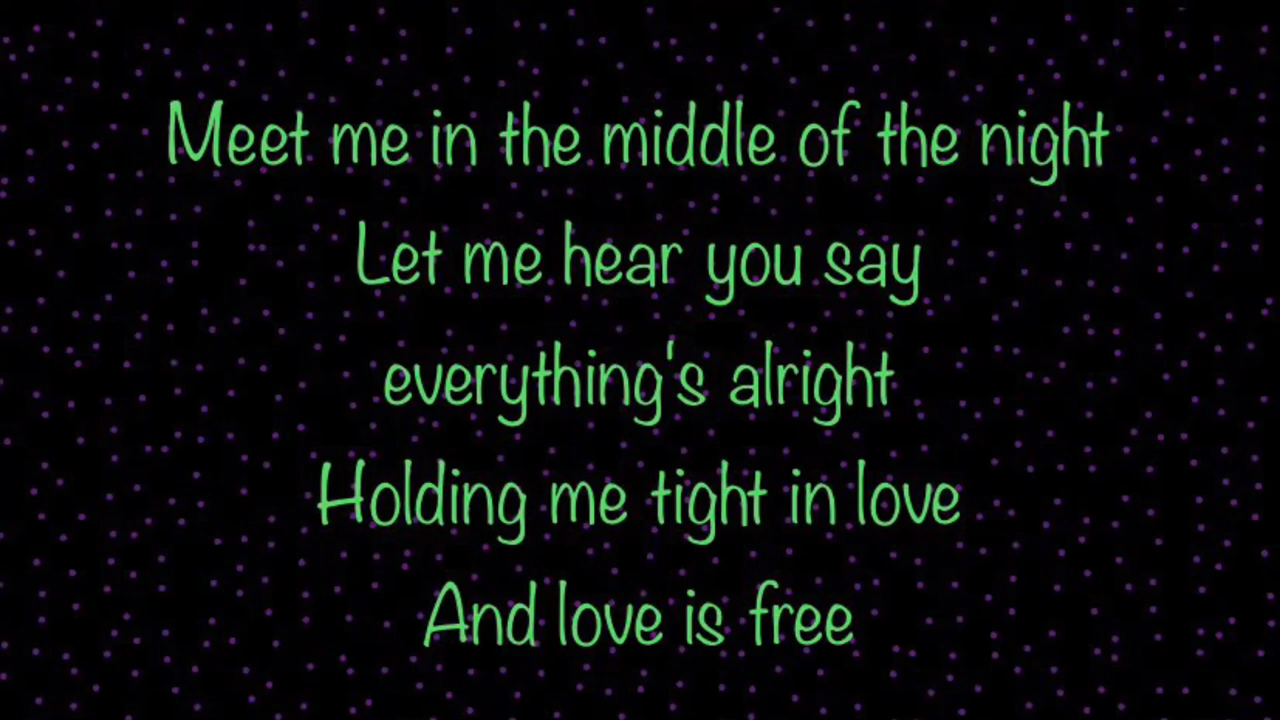 Meet me in the middle of the night
Let me hear you say
everything's alright
Holding me tight in love
And love is free